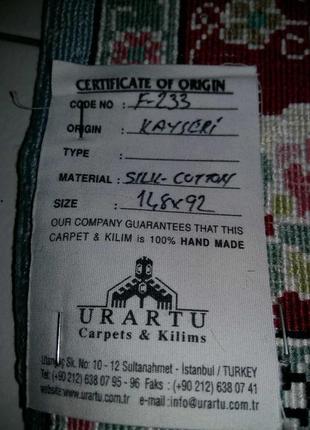 CERTIFICATE OF ORIGIN
CODE NO : F-233
ORIGIN : KAYSERİ
TYPE :
MATERIAL : SILK-COTTON
SIZE : 148x92
OUR COMPANY GUARANTEES THAT THIS
CARPET & KILIM is 100% HAND MADE
URARTU
Carpets & Kilims
Sk. No: 10 - 12 Sultanahmet - İstanbul / TURKEY
Tel:(+90 212) 638 07 95 - 96 Faks : (+90 212) 638 07 41
website:www.urartu.com e-mail:info@urartu.com